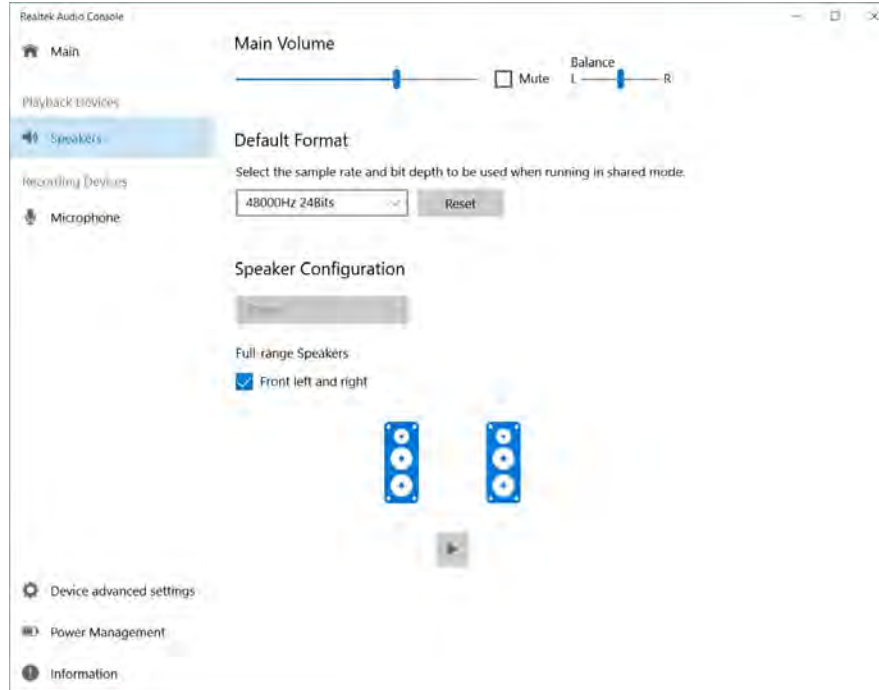 Realtek Audio Console
Main
Playback Devices
Speakers
Recording Devices
Microphone
Device advanced settings
Power Management
Information
Main Volume
Mute
Balance
L
R
Default Format
Select the sample rate and bit depth to be used when running in shared mode.
48000Hz 24Bits
Reset
Speaker Configuration
Full-range Speakers
Front left and right